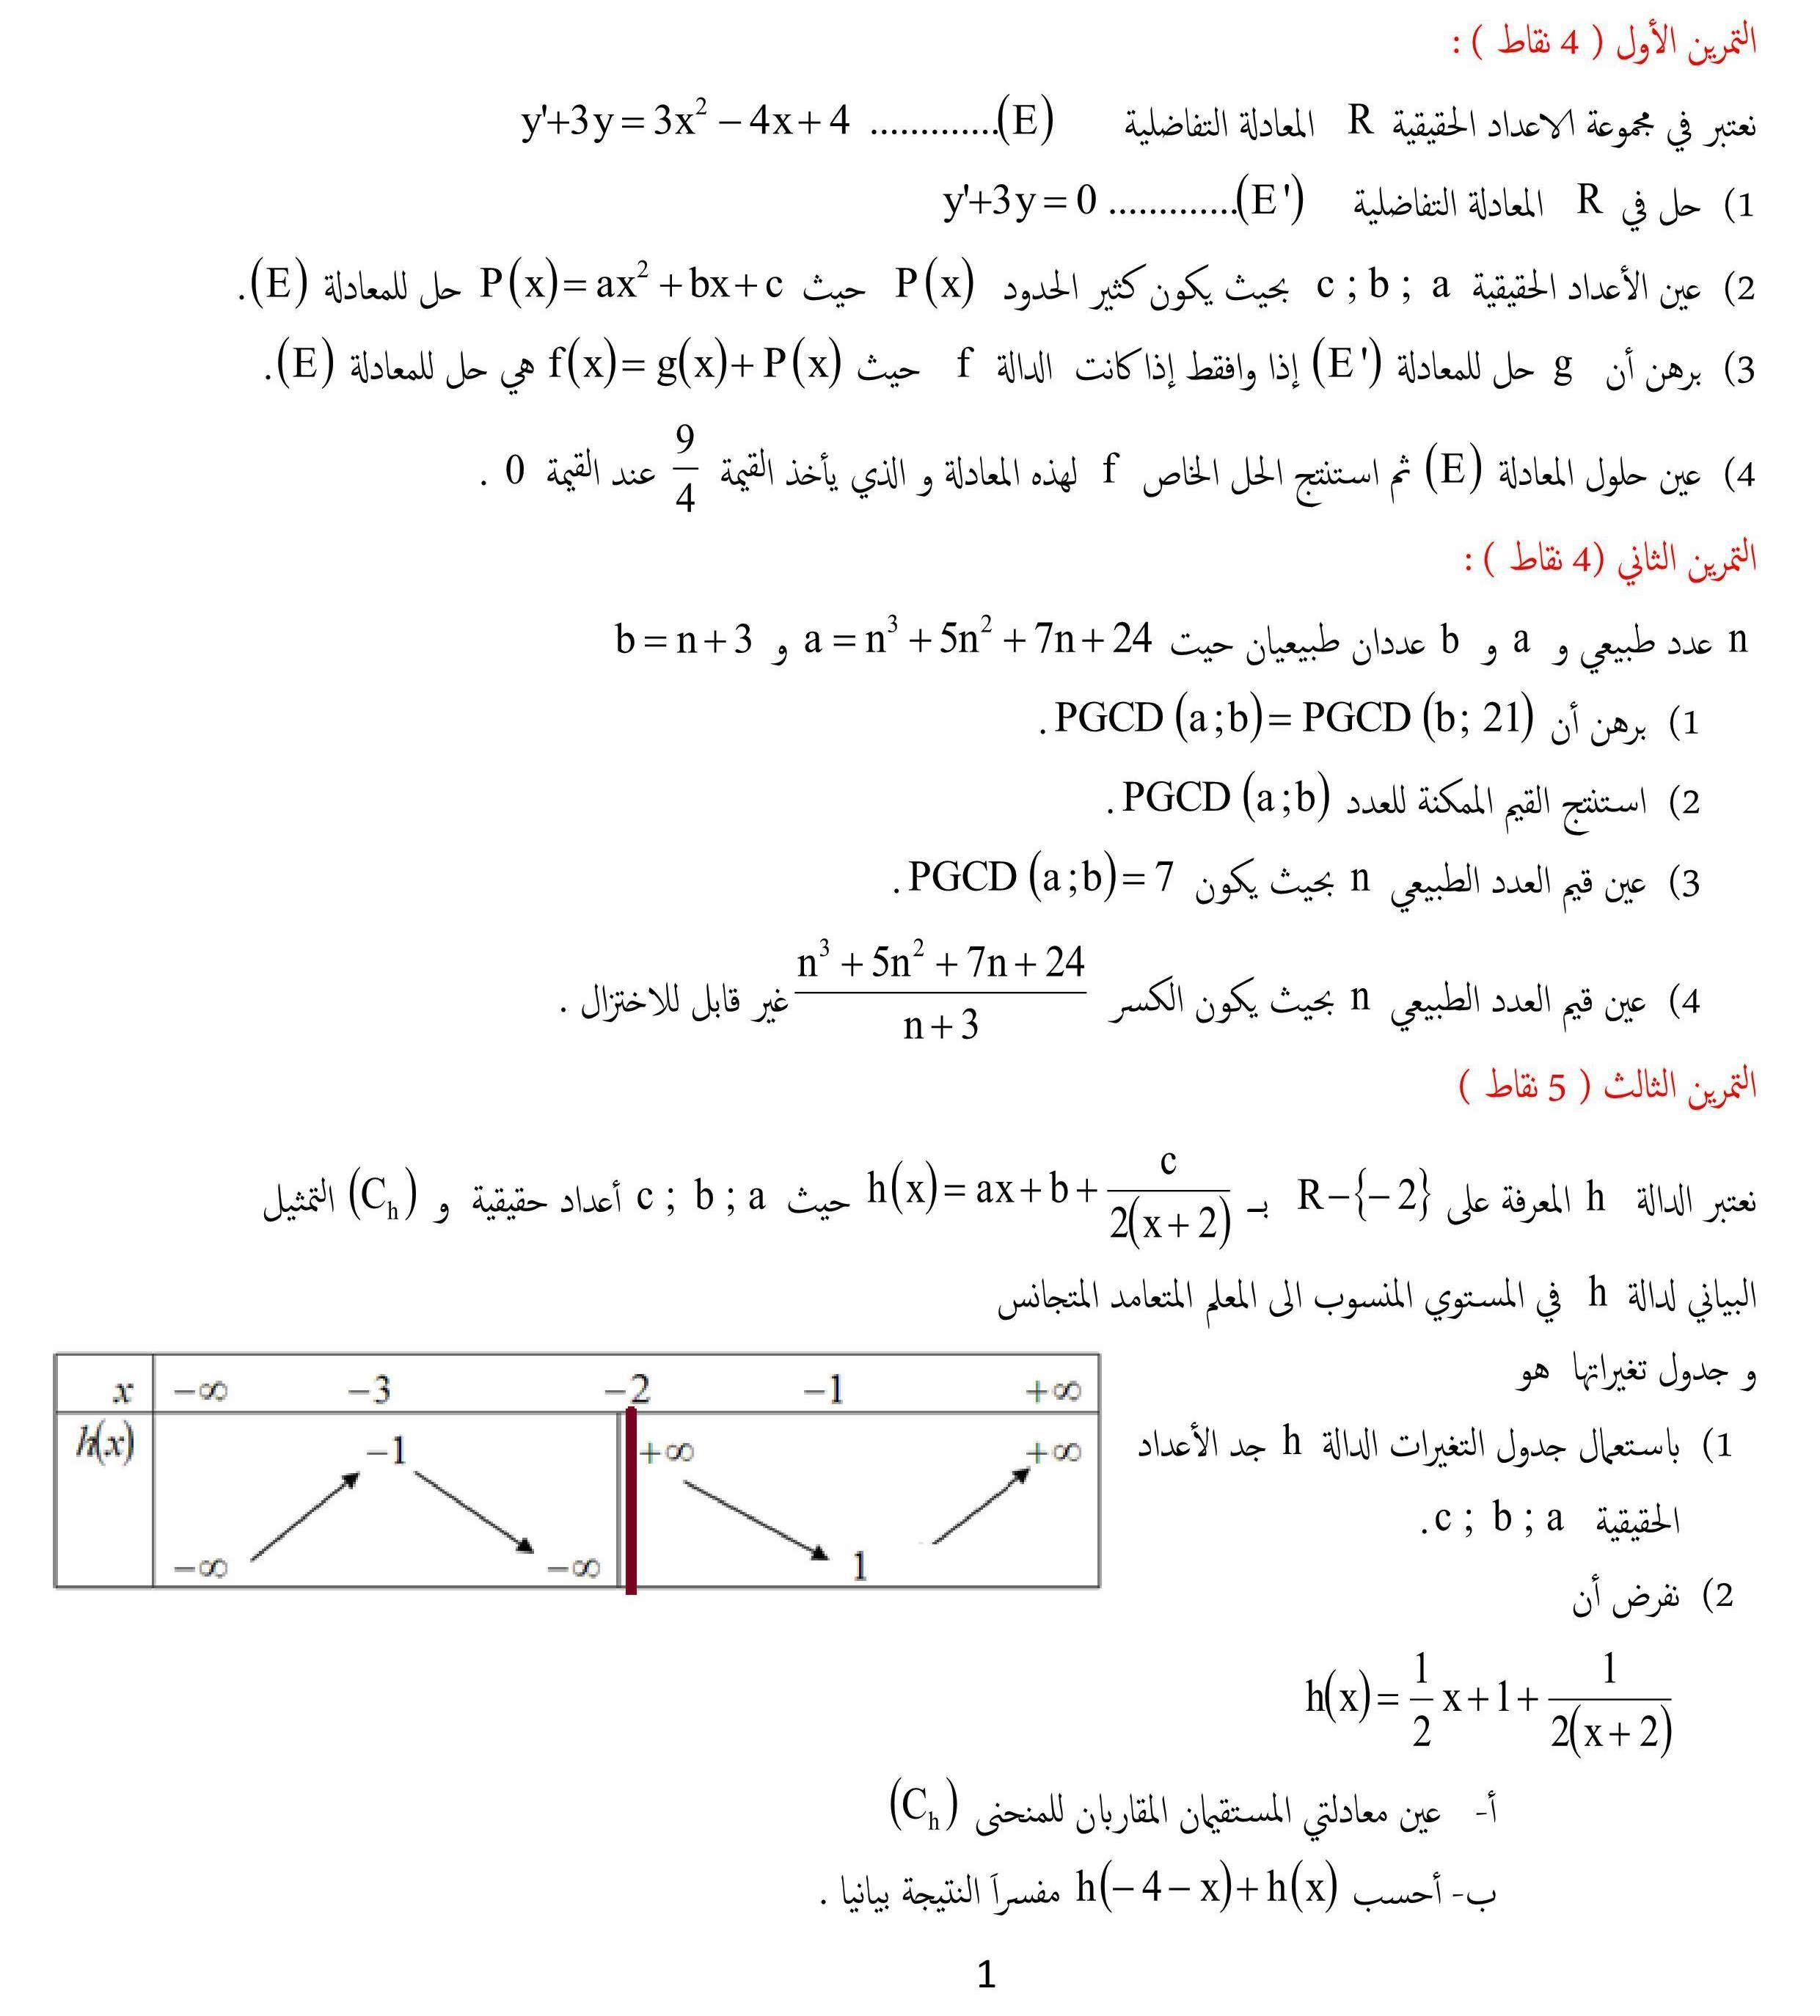 التمرين الأول ( 4 نقاط ) :
نعتبر في مجموعة الاعداد الحقيقية R المعادلة التفاضلية y'+3y = 3x² − 4x + 4 .............(E)
1) حل في R المعادلة التفاضلية y'+3y = 0 .............(E')
2) عين الأعداد الحقيقية c ; b ; a بحيث يكون كثير الحدود P(x) حيث P(x) = ax² + bx + c حل للمعادلة (E).
3) برهن أن g حل للمعادلة (E') إذا وافقط إذا كانت الدالة f حيث f(x) = g(x) + P(x) هي حل للمعادلة (E).
4) عين حلول المعادلة (E) ثم استنتج الحل الخاص f لهذه المعادلة و الذي يأخذ القيمة 9/4 عند القيمة 0 .
التمرين الثاني (4 نقاط ) :
n عدد طبيعي و a و b عددان طبيعيان حيت a = n³ + 5n² + 7n + 24 و b = n + 3
1) برهن أن PGCD (a ; b) = PGCD (b ; 21) .
2) استنتج القيم الممكنة للعدد PGCD (a ; b) .
3) عين قيم العدد الطبيعي n بحيث يكون PGCD (a ; b) = 7 .
4) عين قيم العدد الطبيعي n بحيث يكون الكسر (n³ + 5n² + 7n + 24)/(n + 3) غير قابل للاختزال .
التمرين الثالث ( 5 نقاط )
نعتبر الدالة h المعرفة على R−{−2} بـ h(x) = ax + b + c/(2(x + 2)) حيث c ; b ; a أعداد حقيقية و (Cₕ) التمثيل
البياني لدالة h في المستوي المنسوب الى المعلم المتعامد المتجانس
و جدول تغيراتها هو
x −∞ −3 −2 −1 +∞
h(x) −1 +∞ +∞
−∞ −∞ 1
1) باستعمال جدول التغيرات الدالة h جد الأعداد
الحقيقية c ; b ; a.
2) نفرض أن
h(x) = 1/2 x + 1 + 1/(2(x + 2))
أ- عين معادلتي المستقيمان المقاربان للمنحنى (Cₕ)
ب- أحسب h(− 4 − x) + h(x) مفسراَ النتيجة بيانيا .
1